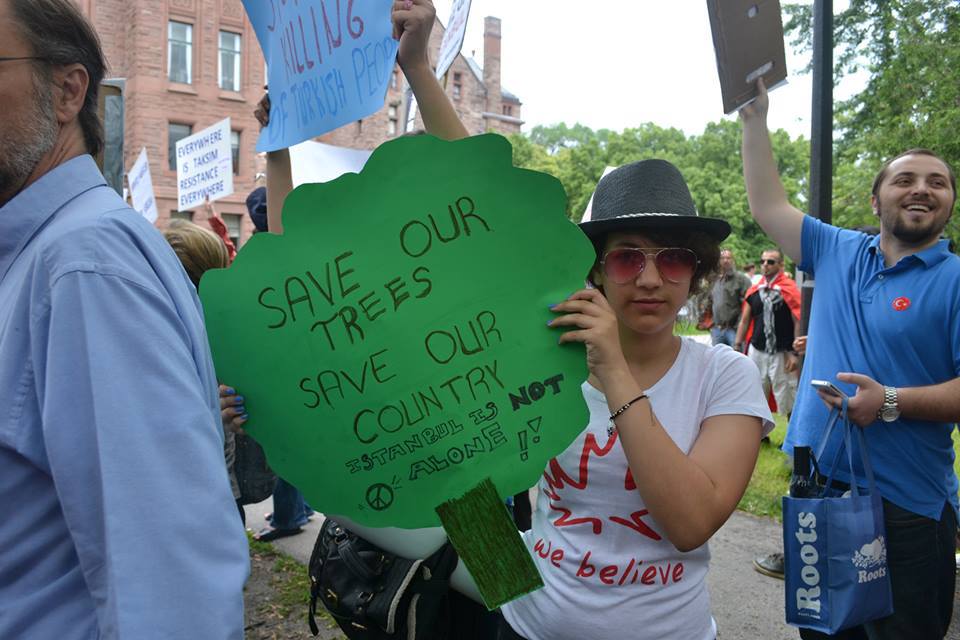 KILLING
OF TURKISH PEOP
EVERYWHERE
IS TAKSIM
RESISTANCE
EVERYWHERE
SAVE OUR
TREES
SAVE OUR
COUNTRY
ISTANBUL IS NOT
ALONE !!
we believe
Roots
Roots